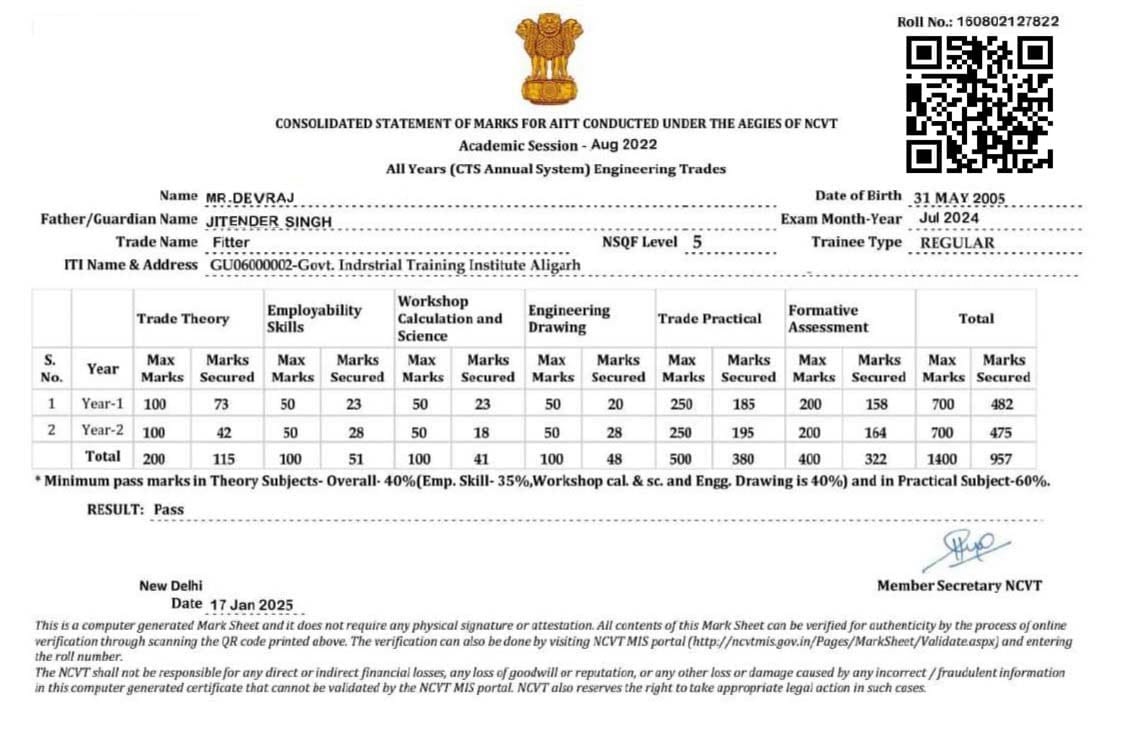 Roll No.: 160802127822
CONSOLIDATED STATEMENT OF MARKS FOR AITT CONDUCTED UNDER THE AEGIES OF NCVT
Academic Session - Aug 2022
All Years (CTS Annual System) Engineering Trades
Name MR.DEVRAJ Date of Birth 31 MAY 2005
Father/Guardian Name JITENDER SINGH Exam Month-Year Jul 2024
Trade Name Fitter NSQF Level 5 Trainee Type REGULAR
ITI Name & Address GU06000002-Govt. Indrstrial Training Institute Aligarh
Trade Theory Employability Skills Workshop Calculation and Science Engineering Drawing Trade Practical Formative Assessment Total
S. No. Year Max Marks Marks Secured Max Marks Marks Secured Max Marks Marks Secured Max Marks Marks Secured Max Marks Marks Secured Max Marks Marks Secured Max Marks Marks Secured
1 Year-1 100 73 50 23 50 23 50 20 250 185 200 158 700 482
2 Year-2 100 42 50 28 50 18 50 28 250 195 200 164 700 475
Total 200 115 100 51 100 41 100 48 500 380 400 322 1400 957
* Minimum pass marks in Theory Subjects- Overall- 40%(Emp. Skill- 35%,Workshop cal. & sc. and Engg. Drawing is 40%) and in Practical Subject-60%.
RESULT: Pass
New Delhi Member Secretary NCVT
Date 17 Jan 2025
This is a computer generated Mark Sheet and it does not require any physical signature or attestation. All contents of this Mark Sheet can be verified for authenticity by the process of online
verification through scanning the QR code printed above. The verification can also be done by visiting NCVT MIS portal (http://ncvtmis.gov.in/Pages/MarkSheet/Validate.aspx) and entering
the roll number.
The NCVT shall not be responsible for any direct or indirect financial losses, any loss of goodwill or reputation, or any other loss or damage caused by any incorrect / fraudulent information
in this computer generated certificate that cannot be validated by the NCVT MIS portal. NCVT also reserves the right to take appropriate legal action in such cases.